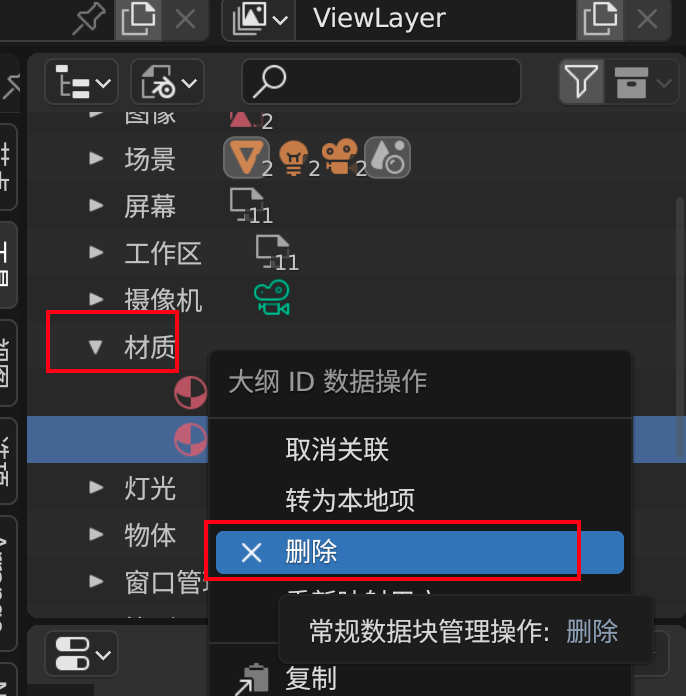 ViewLayer
图像
2
场景
2
2
2
屏幕
11
工作区
11
摄像机
材质
大纲 ID 数据操作
取消关联
转为本地项
删除
灯光
物体
窗口管理
常规数据块管理操作: 删除
复制